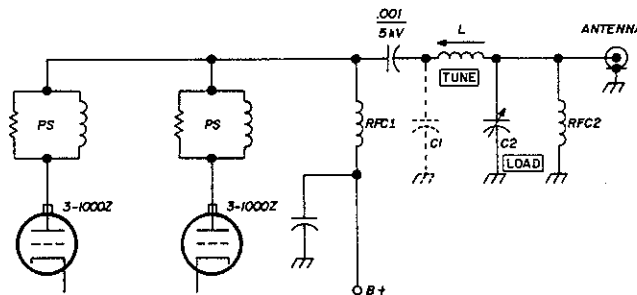 .001
5kV
L
ANTENNA
TUNE
PS
PS
RFC1
C1
C2
RFC2
LOAD
3-1000Z
3-1000Z
B+